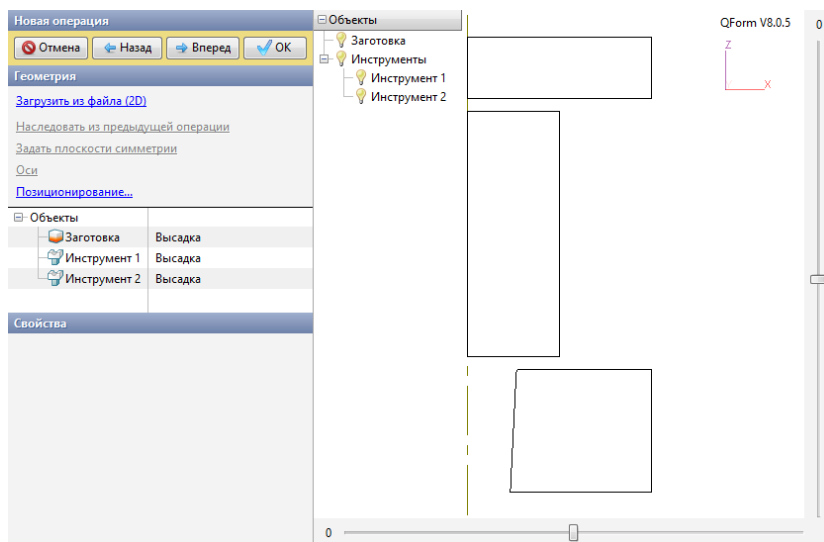 Новая операция
Отмена Назад Вперед OK
Геометрия
Загрузить из файла (2D)
Наследовать из предыдущей операции
Задать плоскости симметрии
Оси
Позиционирование...
Объекты
Заготовка Высадка
Инструмент 1 Высадка
Инструмент 2 Высадка
Свойства
Объекты
Заготовка
Инструменты
Инструмент 1
Инструмент 2
QForm V8.0.5
0
Z
X
0